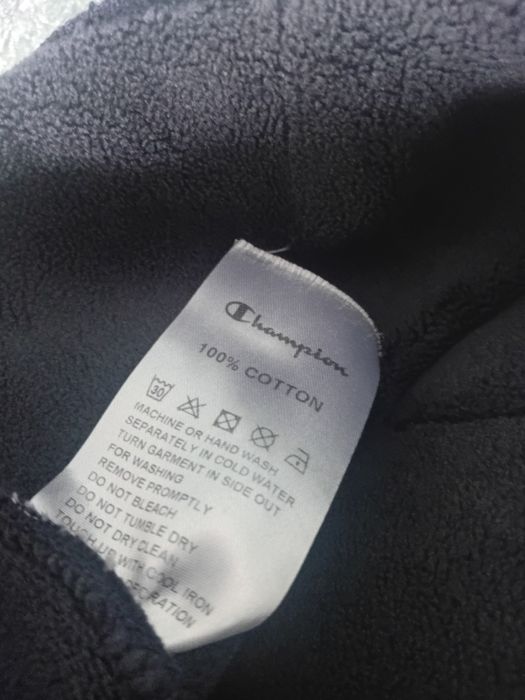 Champion
100% COTTON
30
MACHINE OR HAND WASH
SEPARATELY IN COLD WATER
TURN GARMENT IN SIDE OUT
FOR WASHING
REMOVE PROMPTLY
DO NOT BLEACH
DO NOT TUMBLE DRY
DO NOT DRY CLEAN
TOUCH UP WITH COOL IRON